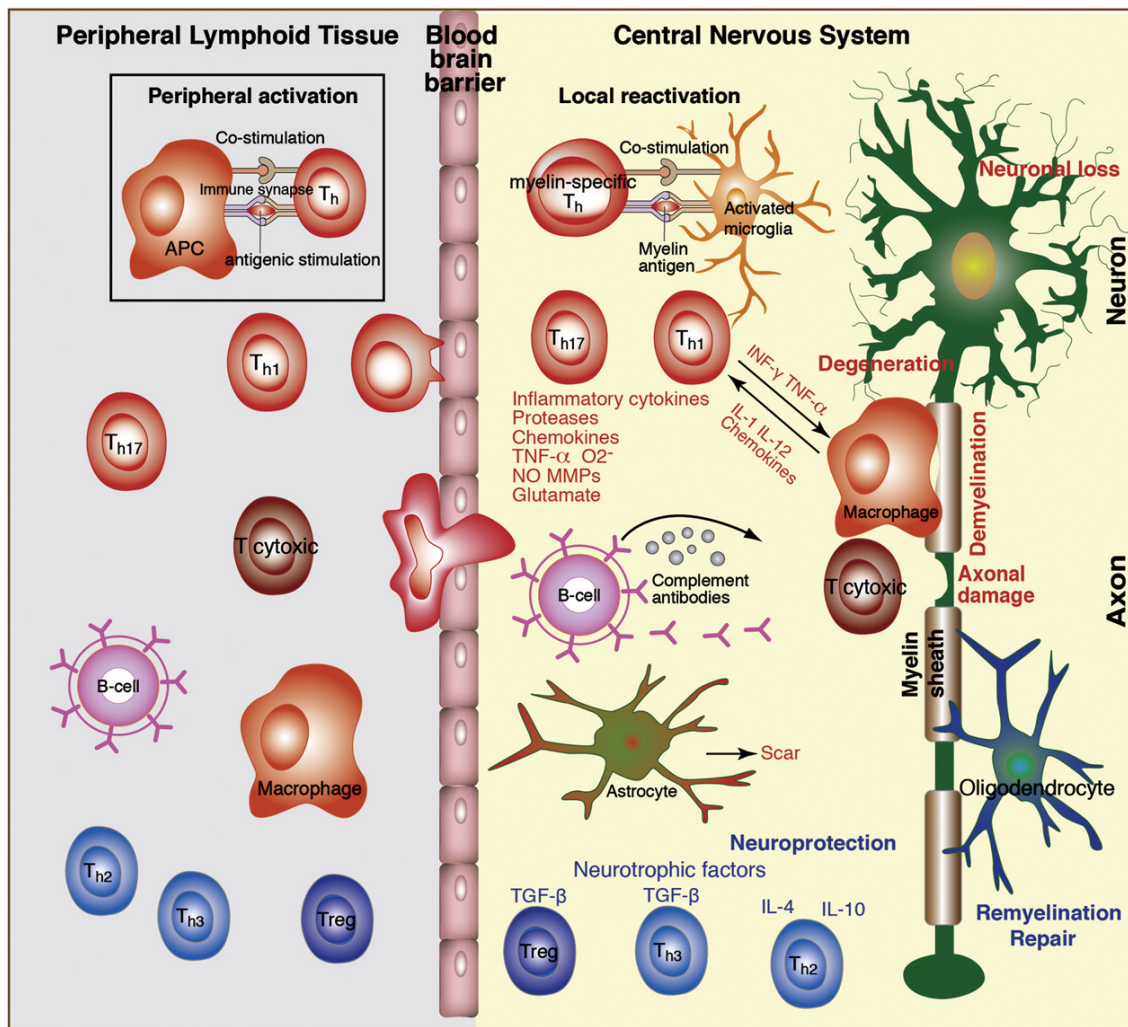 Peripheral Lymphoid Tissue
Blood
brain
barrier
Central Nervous System
Peripheral activation
Co-stimulation
Immune synapse
Th
APC
antigenic stimulation
Th1
Th17
T cytoxic
B-cell
Macrophage
Th2
Th3
Treg
Local reactivation
Co-stimulation
myelin-specific
Th
Activated
microglia
Myelin
antigen
Th17
Th1
Inflammatory cytokines
Proteases
Chemokines
TNF-α O2-
NO MMPs
Glutamate
INF-γ TNF-α
IL-1 IL-12
Chemokines
Macrophage
T cytoxic
B-cell
Complement
antibodies
Astrocyte
Scar
Neuronal loss
Neuron
Degeneration
Demyelination
Axonal
damage
Axon
Myelin
sheath
Oligodendrocyte
Neuroprotection
Neurotrophic factors
TGF-β
TGF-β
IL-4
IL-10
Treg
Th3
Th2
Remyelination
Repair